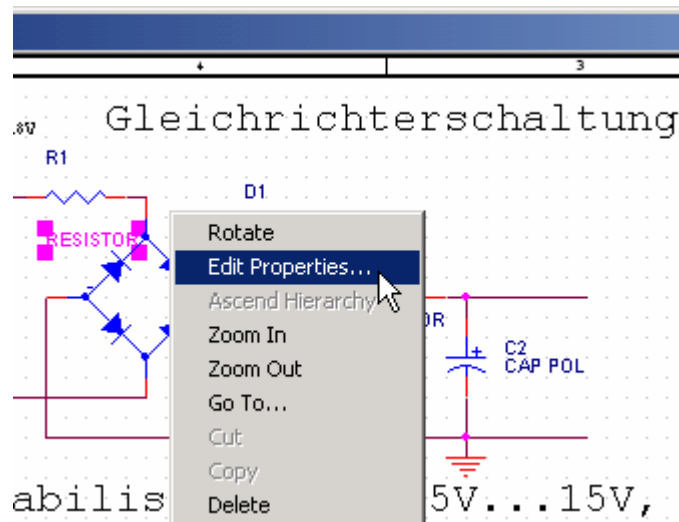 4 3
.8V Gleichrichterschaltung
R1
D1
RESISTOR
Rotate
Edit Properties...
Ascend Hierarchy
Zoom In
Zoom Out
Go To...
Cut
Copy
Delete
OR
C2
CAP POL
abilis 5V...15V,